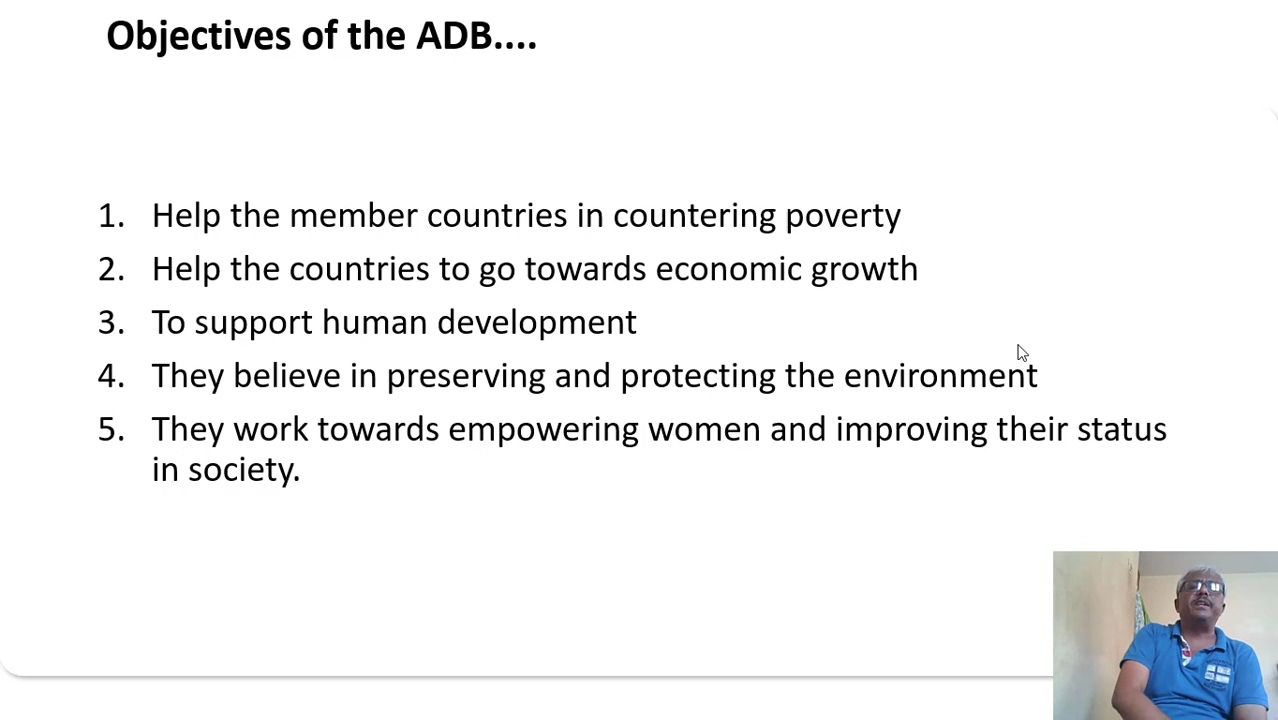 Objectives of the ADB....
1. Help the member countries in countering poverty
2. Help the countries to go towards economic growth
3. To support human development
4. They believe in preserving and protecting the environment
5. They work towards empowering women and improving their status
in society.